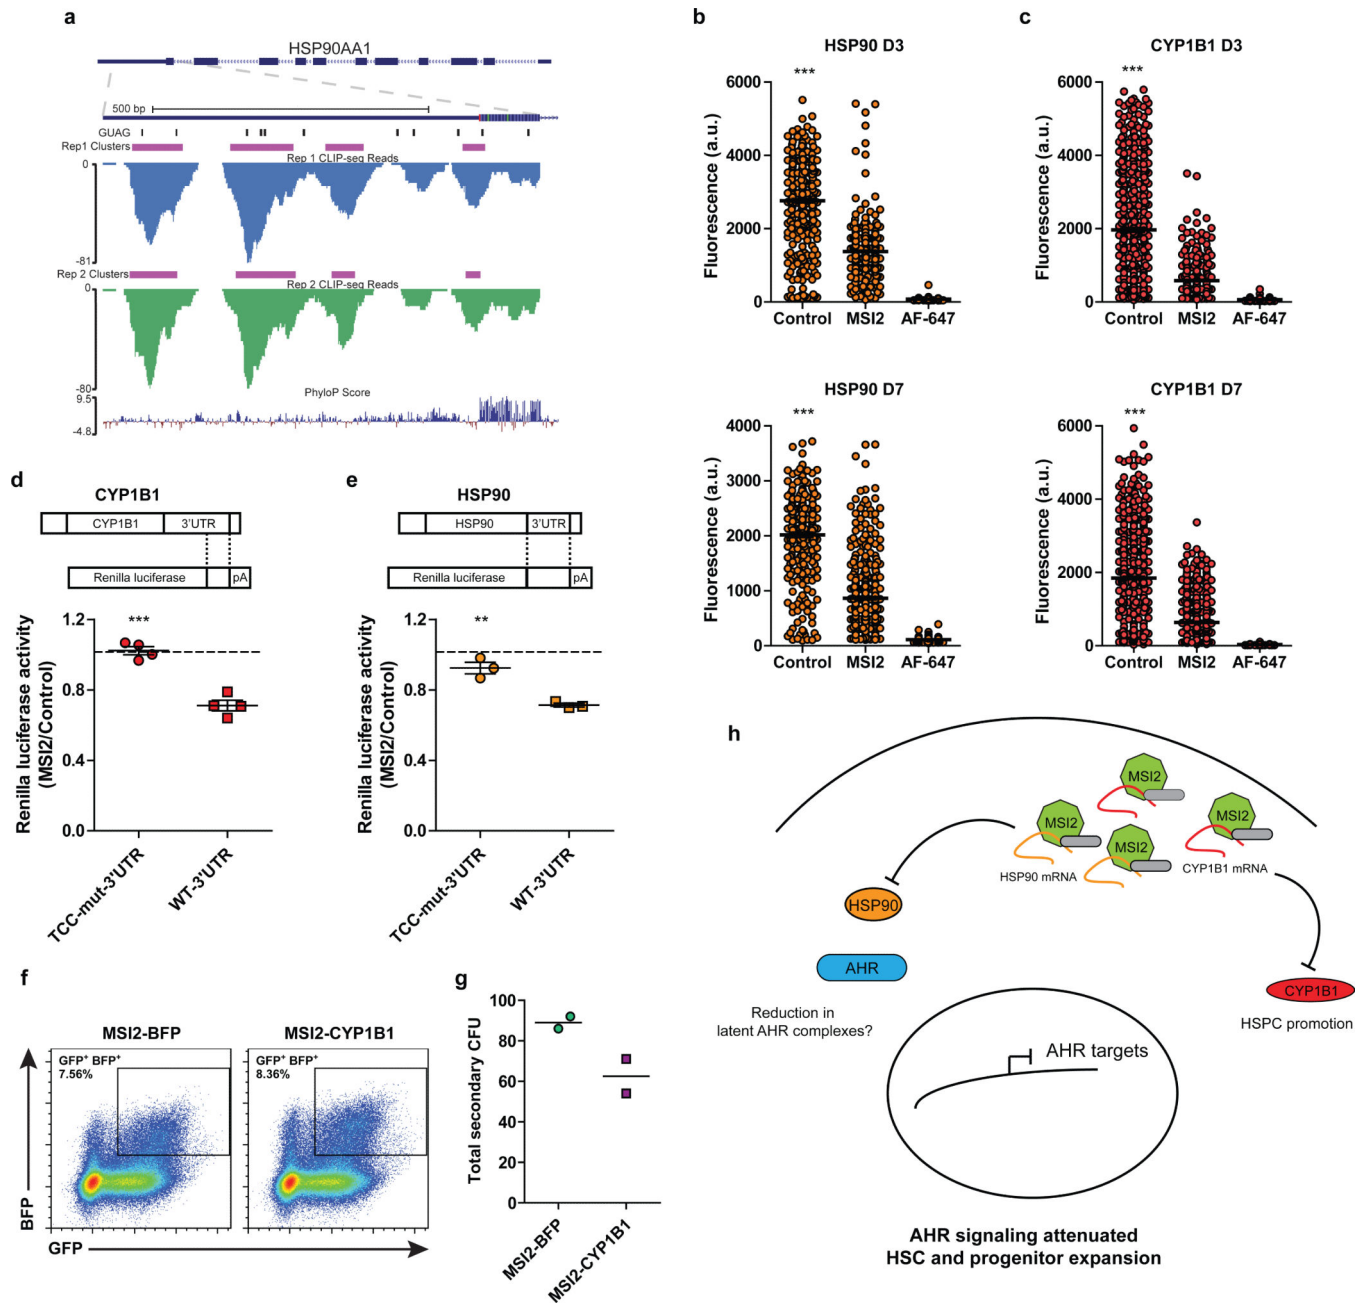 a
HSP90AA1
500 bp
GUAG
Rep1 Clusters
Rep 1 CLIP-seq Reads
0
-81
Rep 2 Clusters
Rep 2 CLIP-seq Reads
0
-80
PhyloP Score
9.5
-4.8
b
HSP90 D3
***
Fluorescence (a.u.)
6000
4000
2000
0
Control MSI2 AF-647
HSP90 D7
***
Fluorescence (a.u.)
4000
3000
2000
1000
0
Control MSI2 AF-647
c
CYP1B1 D3
***
Fluorescence (a.u.)
6000
4000
2000
0
Control MSI2 AF-647
CYP1B1 D7
***
Fluorescence (a.u.)
6000
4000
2000
0
Control MSI2 AF-647
d
CYP1B1
CYP1B1 3'UTR
Renilla luciferase pA
***
Renilla luciferase activity
(MSI2/Control)
1.2
0.8
0.4
0.0
TCC-mut-3'UTR
WT-3'UTR
e
HSP90
HSP90 3'UTR
Renilla luciferase pA
**
Renilla luciferase activity
(MSI2/Control)
1.2
0.8
0.4
0.0
TCC-mut-3'UTR
WT-3'UTR
f
MSI2-BFP
GFP+ BFP+
7.56%
MSI2-CYP1B1
GFP+ BFP+
8.36%
BFP
GFP
g
Total secondary CFU
100
80
60
40
20
0
MSI2-BFP
MSI2-CYP1B1
h
MSI2
MSI2
MSI2
MSI2
HSP90 mRNA
CYP1B1 mRNA
HSP90
AHR
CYP1B1
Reduction in
latent AHR complexes?
HSPC promotion
AHR targets
AHR signaling attenuated
HSC and progenitor expansion